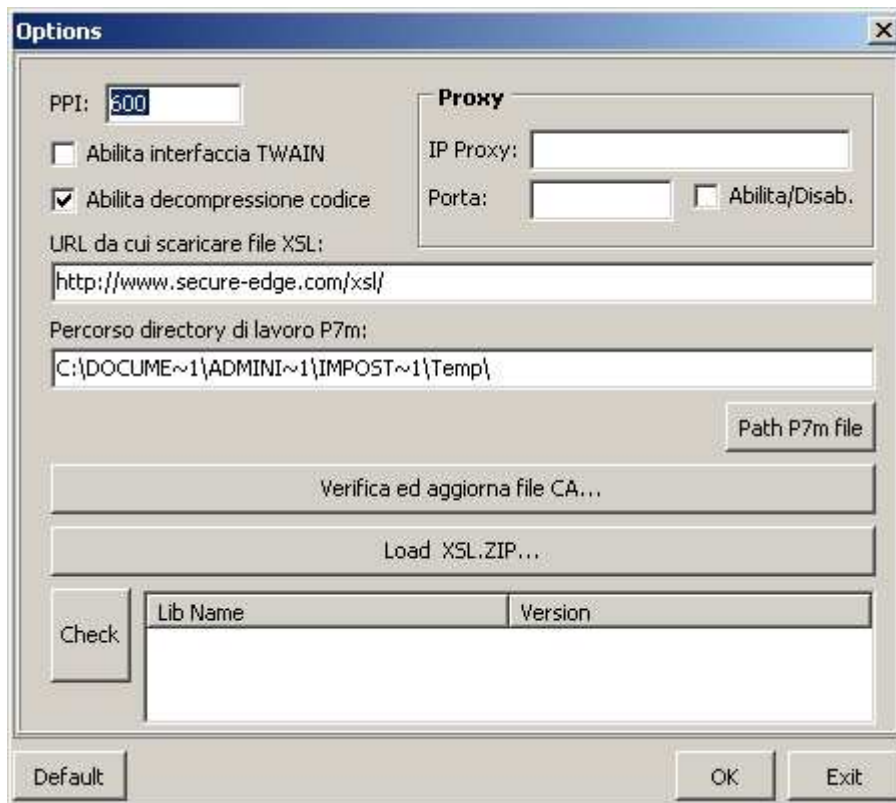 Options
PPI: 600
Abilita interfaccia TWAIN
Abilita decompressione codice
Proxy
IP Proxy:
Porta:
Abilita/Disab.
URL da cui scaricare file XSL:
http://www.secure-edge.com/xsl/
Percorso directory di lavoro P7m:
C:\DOCUME~1\ADMINI~1\IMPOST~1\Temp\
Path P7m file
Verifica ed aggiorna file CA...
Load XSL.ZIP...
Check
Lib Name
Version
Default
OK
Exit